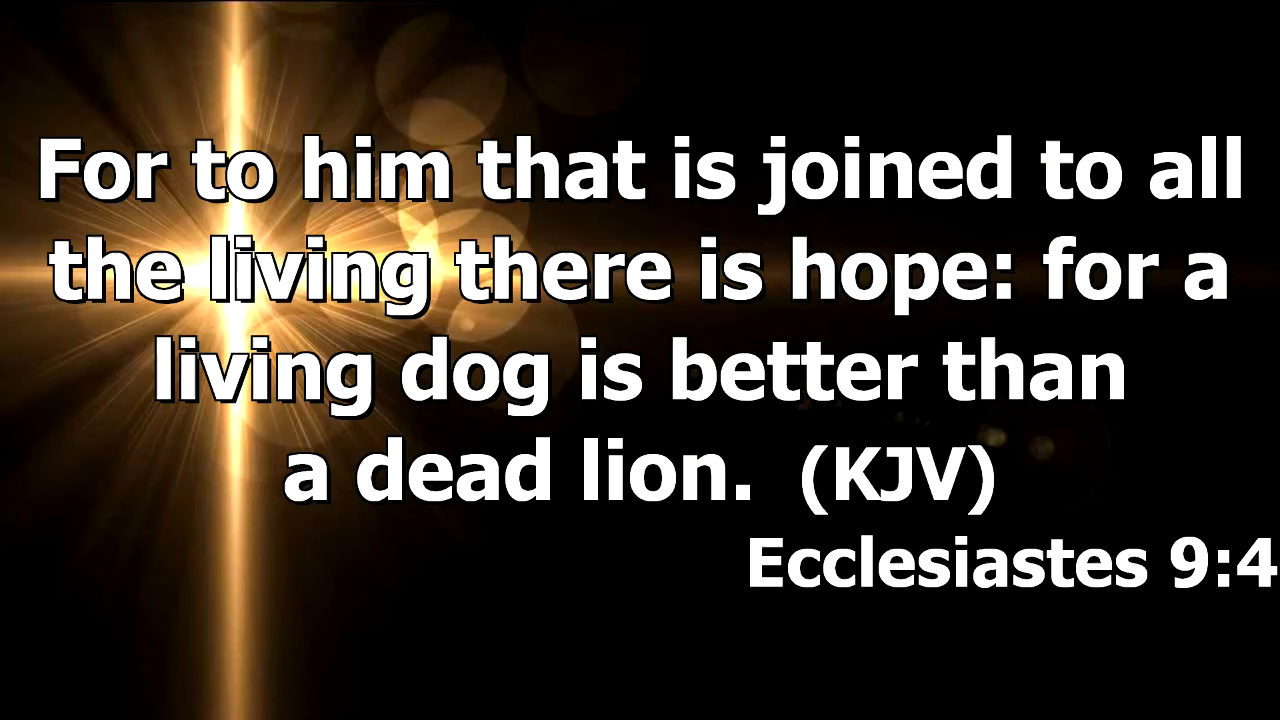 For to him that is joined to all
the living there is hope: for a
living dog is better than
a dead lion. (KJV)
Ecclesiastes 9:4